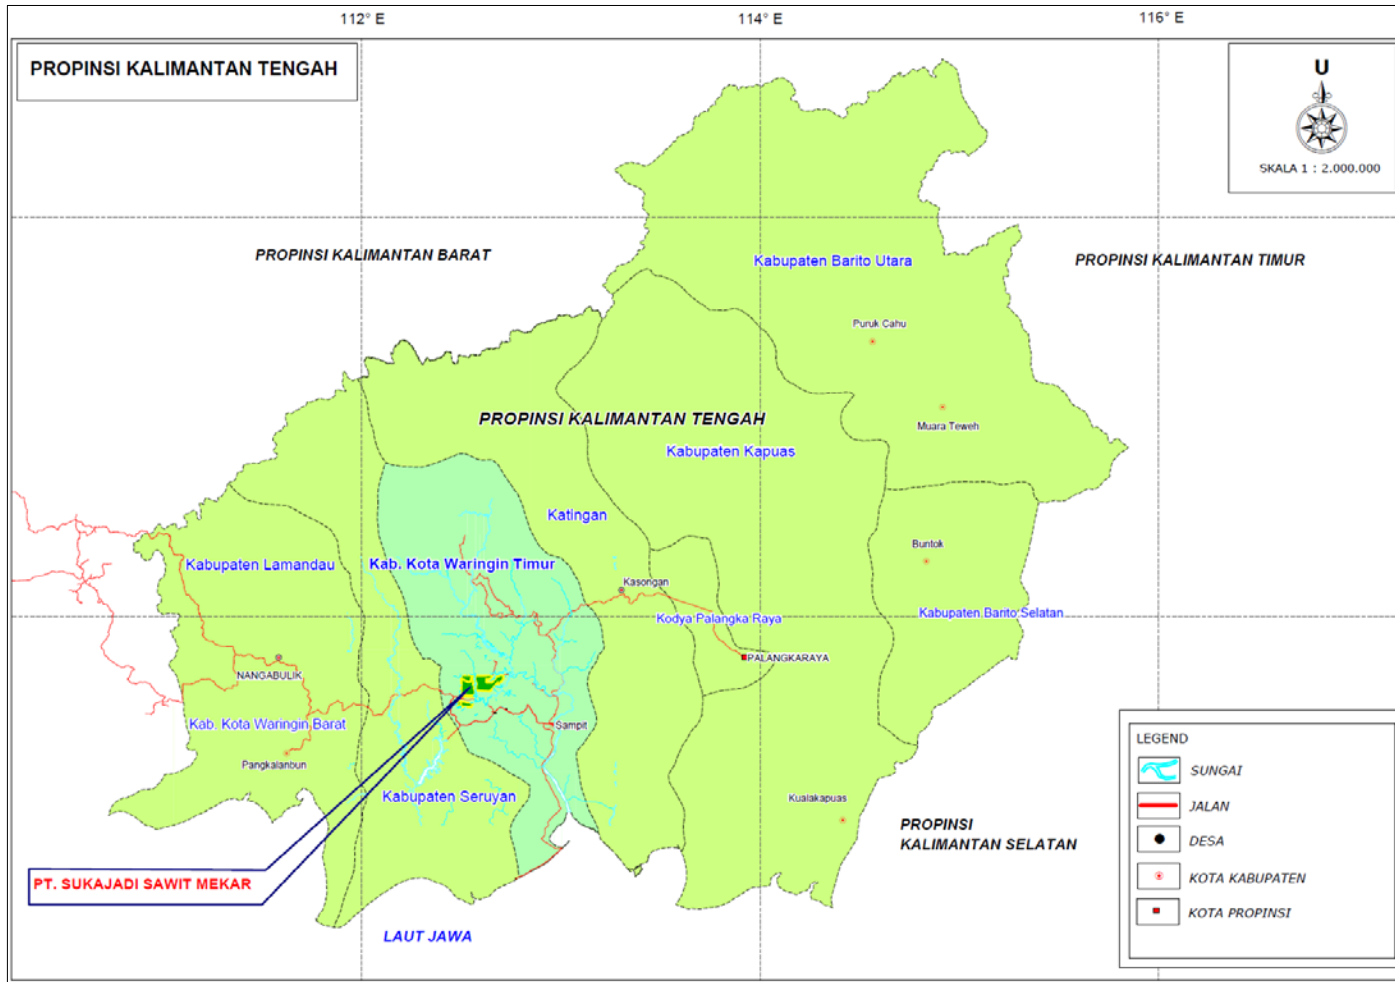 112° E
114° E
116° E
PROPINSI KALIMANTAN TENGAH
U
SKALA 1 : 2.000.000
PROPINSI KALIMANTAN BARAT
Kabupaten Barito Utara
PROPINSI KALIMANTAN TIMUR
Puruk Cahu
PROPINSI KALIMANTAN TENGAH
Muara Teweh
Kabupaten Kapuas
Katingan
Buntok
Kabupaten Lamandau
Kab. Kota Waringin Timur
Kasongan
Kodya Palangka Raya
Kabupaten Barito Selatan
PALANGKARAYA
NANGABULIK
Kab. Kota Waringin Barat
Sampit
Pangkalanbun
Kabupaten Seruyan
Kualakapuas
PROPINSI
KALIMANTAN SELATAN
PT. SUKAJADI SAWIT MEKAR
LAUT JAWA
LEGEND
SUNGAI
JALAN
DESA
KOTA KABUPATEN
KOTA PROPINSI